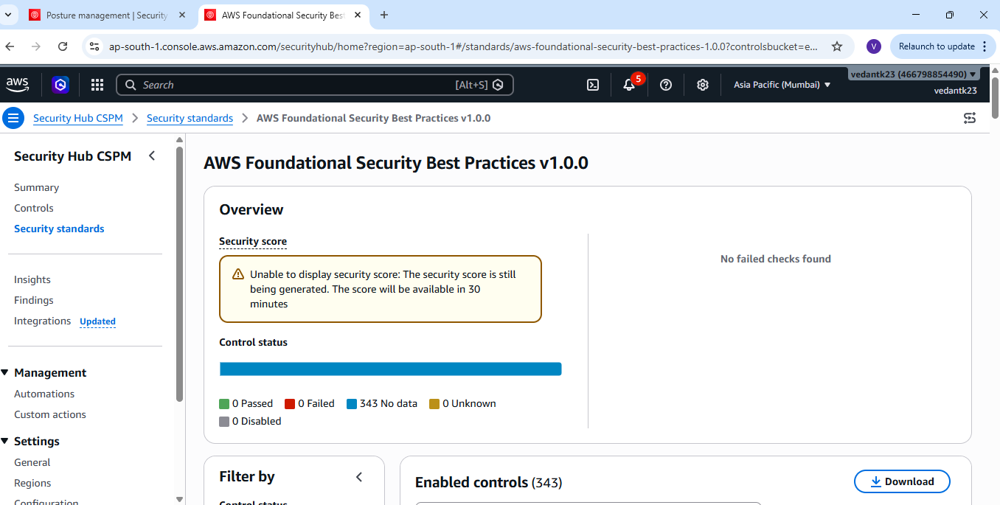 Posture management | Security
AWS Foundational Security Bes
ap-south-1.console.aws.amazon.com/securityhub/home?region=ap-south-1#/standards/aws-foundational-security-best-practices-1.0.0?controlsbucket=e...
V
Relaunch to update
aws
Search
[Alt+S]
5
Asia Pacific (Mumbai)
vedantk23 (466798854490)
vedantk23
Security Hub CSPM
Security standards
AWS Foundational Security Best Practices v1.0.0
Security Hub CSPM
Summary
Controls
Security standards
Insights
Findings
Integrations Updated
Management
Automations
Custom actions
Settings
General
Regions
Configuration
AWS Foundational Security Best Practices v1.0.0
Overview
Security score
Unable to display security score: The security score is still
being generated. The score will be available in 30
minutes
Control status
0 Passed 0 Failed 343 No data 0 Unknown
0 Disabled
No failed checks found
Filter by
Control status
Enabled controls (343)
Download